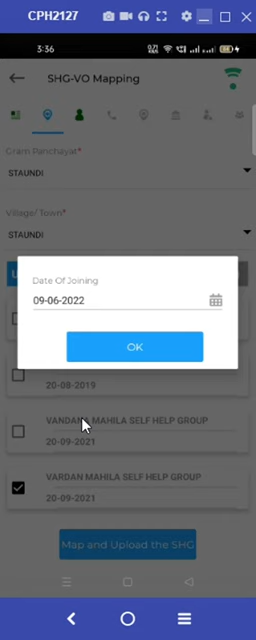 CPH2127
3:36
SHG-VO Mapping
Gram Panchayat*
STAUNDI
Village/ Town*
STAUNDI
Date Of Joining
09-06-2022
OK
20-08-2019
VANDANA MAHILA SELF HELP GROUP
20-09-2021
VARDAN MAHILA SELF HELP GROUP
20-09-2021
Map and Upload the SHG